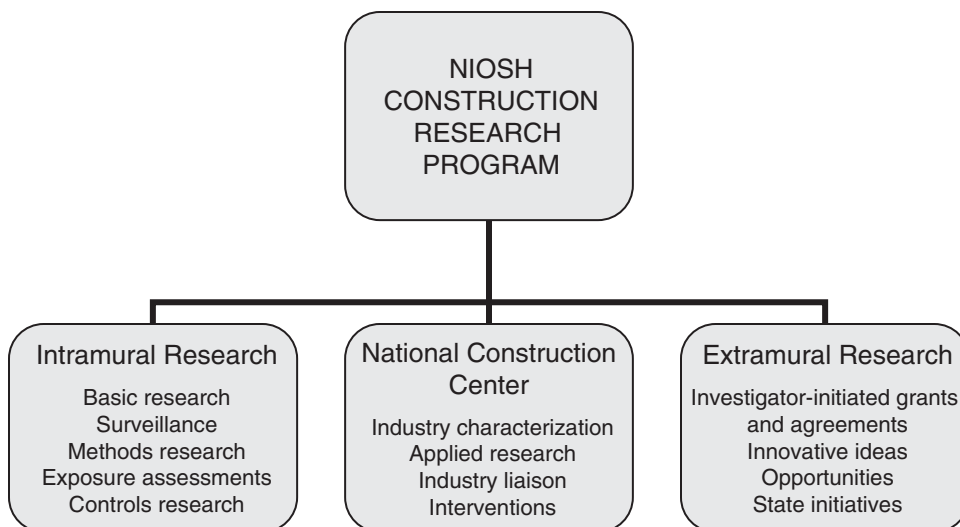 NIOSH
CONSTRUCTION
RESEARCH
PROGRAM
Intramural Research
Basic research
Surveillance
Methods research
Exposure assessments
Controls research
National Construction
Center
Industry characterization
Applied research
Industry liaison
Interventions
Extramural Research
Investigator-initiated grants
and agreements
Innovative ideas
Opportunities
State initiatives